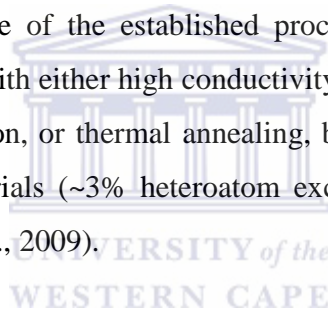 e of the established proc
ith either high conductivity
on, or thermal annealing, b
rials (~3% heteroatom exc
., 2009).
UNIVERSITY of the
WESTERN CAPE